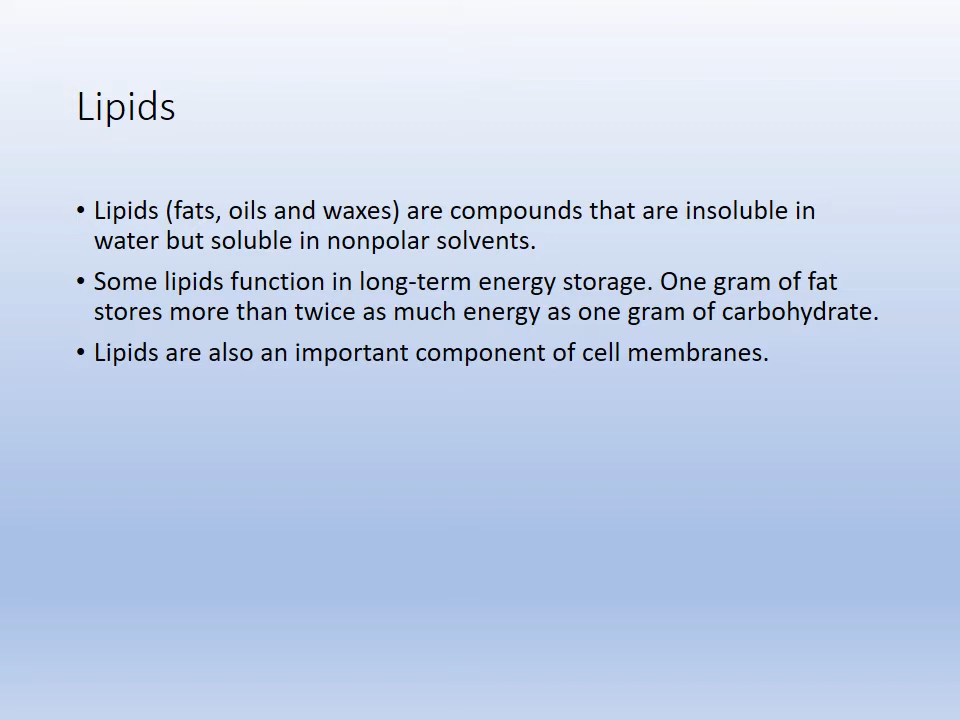 Lipids
• Lipids (fats, oils and waxes) are compounds that are insoluble in
water but soluble in nonpolar solvents.
• Some lipids function in long-term energy storage. One gram of fat
stores more than twice as much energy as one gram of carbohydrate.
• Lipids are also an important component of cell membranes.